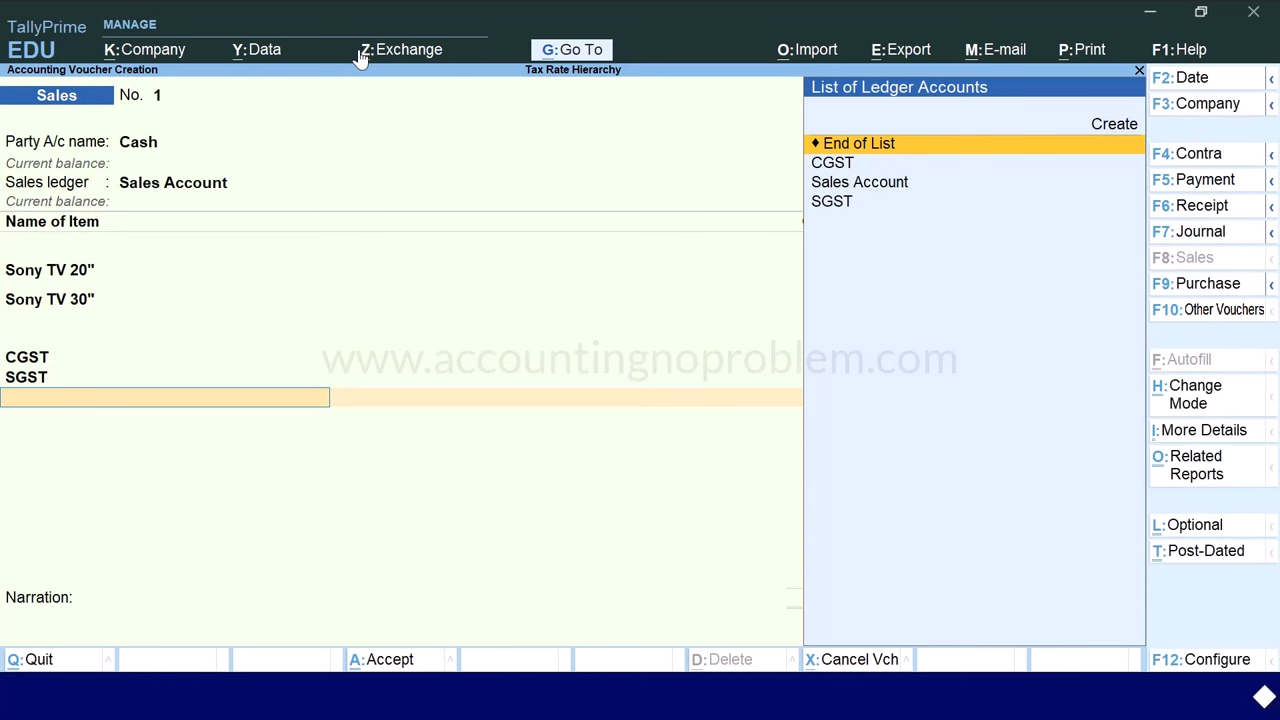 TallyPrime
EDU
MANAGE
K:Company
Y:Data
Z:Exchange
G:Go To
O:Import
E:Export
M:E-mail
P:Print
F1:Help
Accounting Voucher Creation
Tax Rate Hierarchy
Sales No. 1
Party A/c name: Cash
Current balance:
Sales ledger : Sales Account
Current balance:
Name of Item
Sony TV 20"
Sony TV 30"
CGST
SGST
www.accountingnoproblem.com
Narration:
List of Ledger Accounts
Create
♦ End of List
CGST
Sales Account
SGST
F2:Date
F3:Company
F4:Contra
F5:Payment
F6:Receipt
F7:Journal
F8:Sales
F9:Purchase
F10:Other Vouchers
F:Autofill
H:Change
Mode
I:More Details
O:Related
Reports
L:Optional
T:Post-Dated
Q:Quit
A:Accept
D:Delete
X:Cancel Vch
F12:Configure